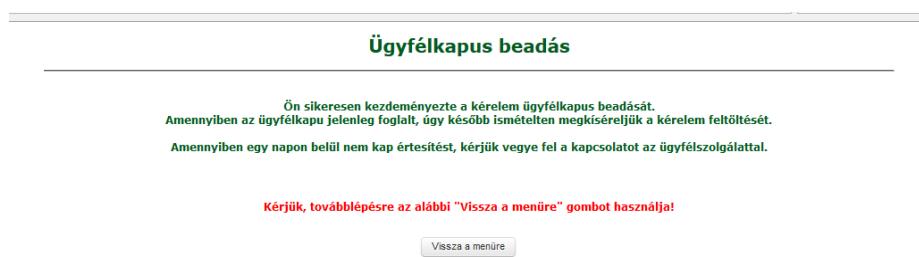 Ügyfélkapus beadás
Ön sikeresen kezdeményezte a kérelem ügyfélkapus beadását.
Amennyiben az ügyfélkapu jelenleg foglalt, úgy később ismételten megkíséreljük a kérelem feltöltését.
Amennyiben egy napon belül nem kap értesítést, kérjük vegye fel a kapcsolatot az ügyfélszolgálattal.
Kérjük, továbblépésre az alábbi "Vissza a menüre" gombot használja!
Vissza a menüre